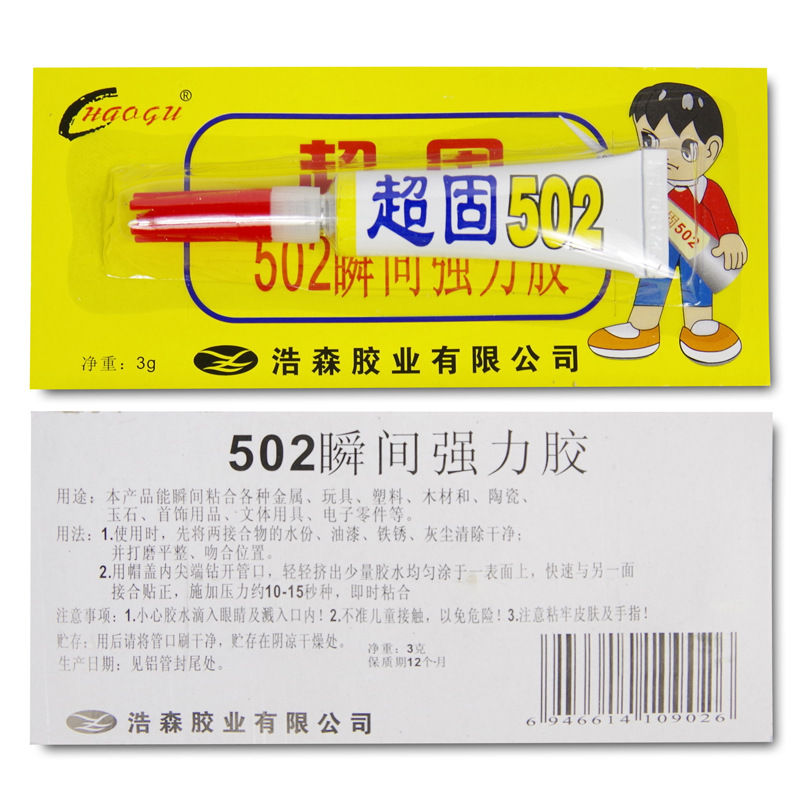 CHAOGU®
超固
超固502
502瞬间强力胶
固502
净重：3g
浩森胶业有限公司
502瞬间强力胶
用途：本产品能瞬间粘合各种金属、玩具、塑料、木材和、陶瓷、
玉石、首饰用品、文体用具、电子零件等。
用法：1.使用时，先将两接合物的水份、油漆、铁锈、灰尘清除干净；
并打磨平整、吻合位置。
2.用帽盖内尖端钻开管口，轻轻挤出少量胶水均匀涂于一表面上，快速与另一面
接合贴正，施加压力约10-15秒种，即时粘合
注意事项：1.小心胶水滴入眼睛及溅入口内！2.不准儿童接触，以免危险！3.注意粘牢皮肤及手指！
贮存：用后请将管口刷干净，贮存在阴凉干燥处。
净重：3克
生产日期：见铝管封尾处。
保质期12个月
浩森胶业有限公司
6946614109026